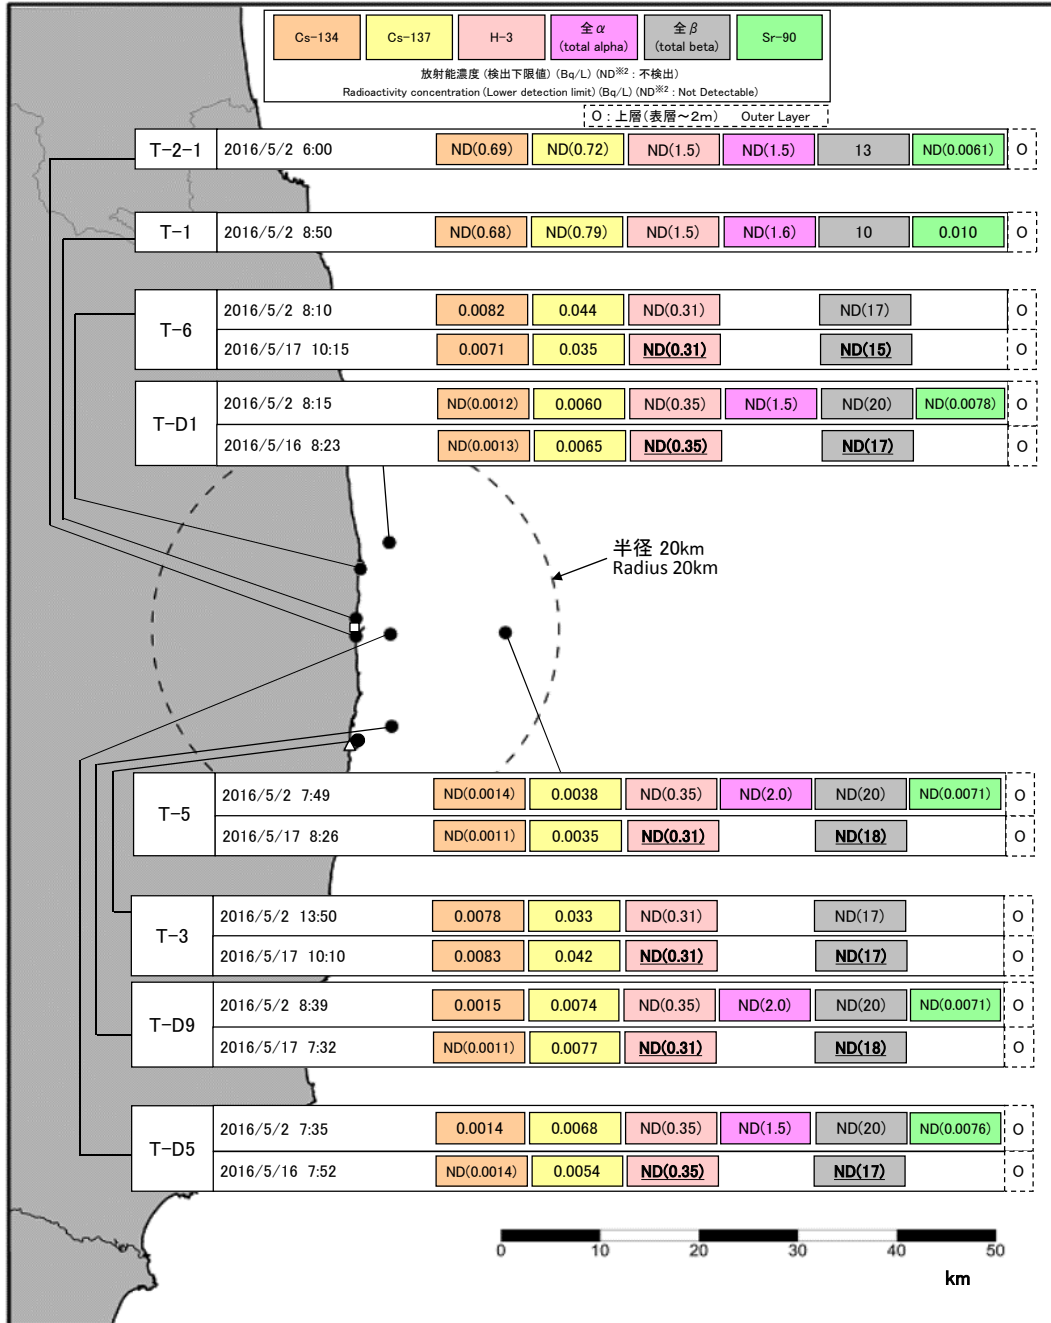 Cs-134 Cs-137 H-3 全α (total alpha) 全β (total beta) Sr-90
放射能濃度 (検出下限値) (Bq/L) (ND※2 : 不検出)
Radioactivity concentration (Lower detection limit) (Bq/L) (ND※2 : Not Detectable)
O : 上層(表層～2m) Outer Layer
T-2-1 2016/5/2 6:00 ND(0.69) ND(0.72) ND(1.5) ND(1.5) 13 ND(0.0061) O
T-1 2016/5/2 8:50 ND(0.68) ND(0.79) ND(1.5) ND(1.6) 10 0.010 O
T-6
2016/5/2 8:10 0.0082 0.044 ND(0.31) ND(17) O
2016/5/17 10:15 0.0071 0.035 ND(0.31) ND(15) O
T-D1
2016/5/2 8:15 ND(0.0012) 0.0060 ND(0.35) ND(1.5) ND(20) ND(0.0078) O
2016/5/16 8:23 ND(0.0013) 0.0065 ND(0.35) ND(17) O
半径 20km
Radius 20km
T-5
2016/5/2 7:49 ND(0.0014) 0.0038 ND(0.35) ND(2.0) ND(20) ND(0.0071) O
2016/5/17 8:26 ND(0.0011) 0.0035 ND(0.31) ND(18) O
T-3
2016/5/2 13:50 0.0078 0.033 ND(0.31) ND(17) O
2016/5/17 10:10 0.0083 0.042 ND(0.31) ND(17) O
T-D9
2016/5/2 8:39 0.0015 0.0074 ND(0.35) ND(2.0) ND(20) ND(0.0071) O
2016/5/17 7:32 ND(0.0011) 0.0077 ND(0.31) ND(18) O
T-D5
2016/5/2 7:35 0.0014 0.0068 ND(0.35) ND(1.5) ND(20) ND(0.0076) O
2016/5/16 7:52 ND(0.0014) 0.0054 ND(0.35) ND(17) O
0 10 20 30 40 50
km